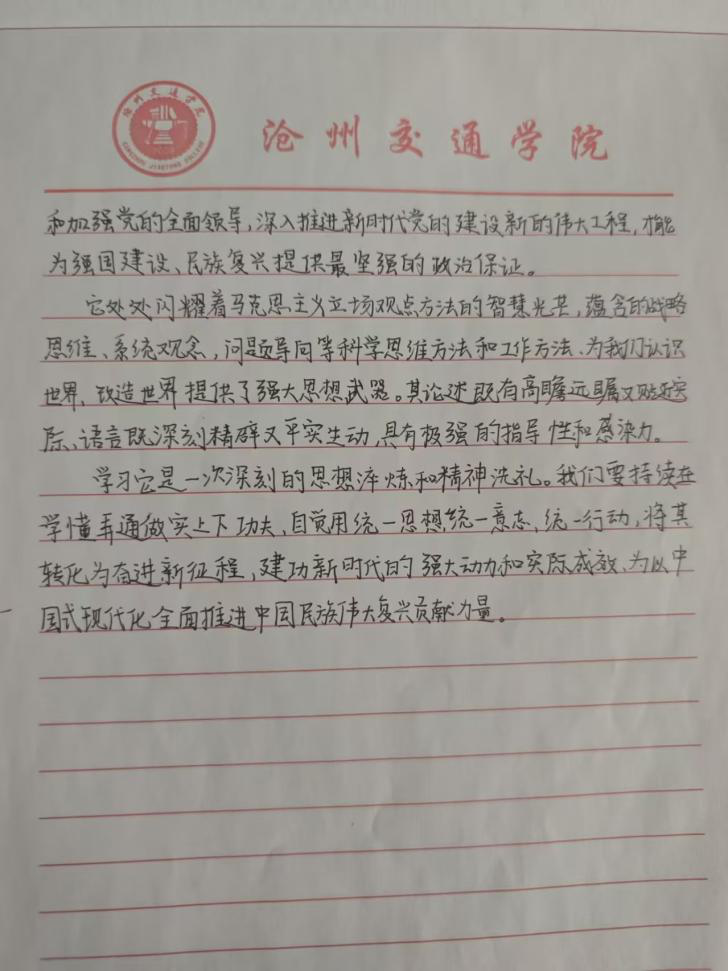 沧州交通学院
CANGZHOU JIAOTONG COLLEGE
沧州交通学院
和加强党的全面领导，深入推进新时代党的建设新的伟大工程，才能
为强国建设、民族复兴提供最坚强的政治保证。
它处处闪耀着马克思主义立场观点方法的智慧光芒，蕴含的战略
思维、系统观念，问题导向等科学思维方法和工作方法、为我们认识
世界、改造世界提供了强大思想武器。其论述既有高瞻远瞩又贴近实
际、语言既深刻精辟又平实生动，具有极强的指导性和感染力。
学习它是一次深刻的思想淬炼和精神洗礼。我们要持续在
学懂弄通做实上下功夫，自觉用统一思想统一意志，统一行动，将其
转化为奋进新征程，建功新时代的强大动力和实际成效、为以中
国式现代化全面推进中国民族伟大复兴贡献力量。